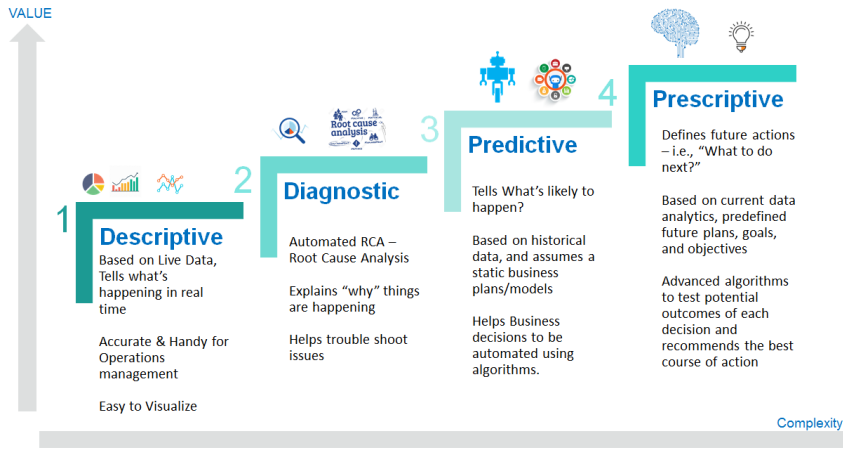 VALUE
1
Descriptive
Based on Live Data,
Tells what's
happening in real
time
Accurate & Handy for
Operations
management
Easy to Visualize
2
Root cause
analysis
Diagnostic
Automated RCA –
Root Cause Analysis
Explains "why" things
are happening
Helps trouble shoot
issues
3
Predictive
Tells What's likely to
happen?
Based on historical
data, and assumes a
static business
plans/models
Helps Business
decisions to be
automated using
algorithms.
4
Prescriptive
Defines future actions
– i.e., "What to do
next?"
Based on current data
analytics, predefined
future plans, goals,
and objectives
Advanced algorithms
to test potential
outcomes of each
decision and
recommends the best
course of action
Complexity